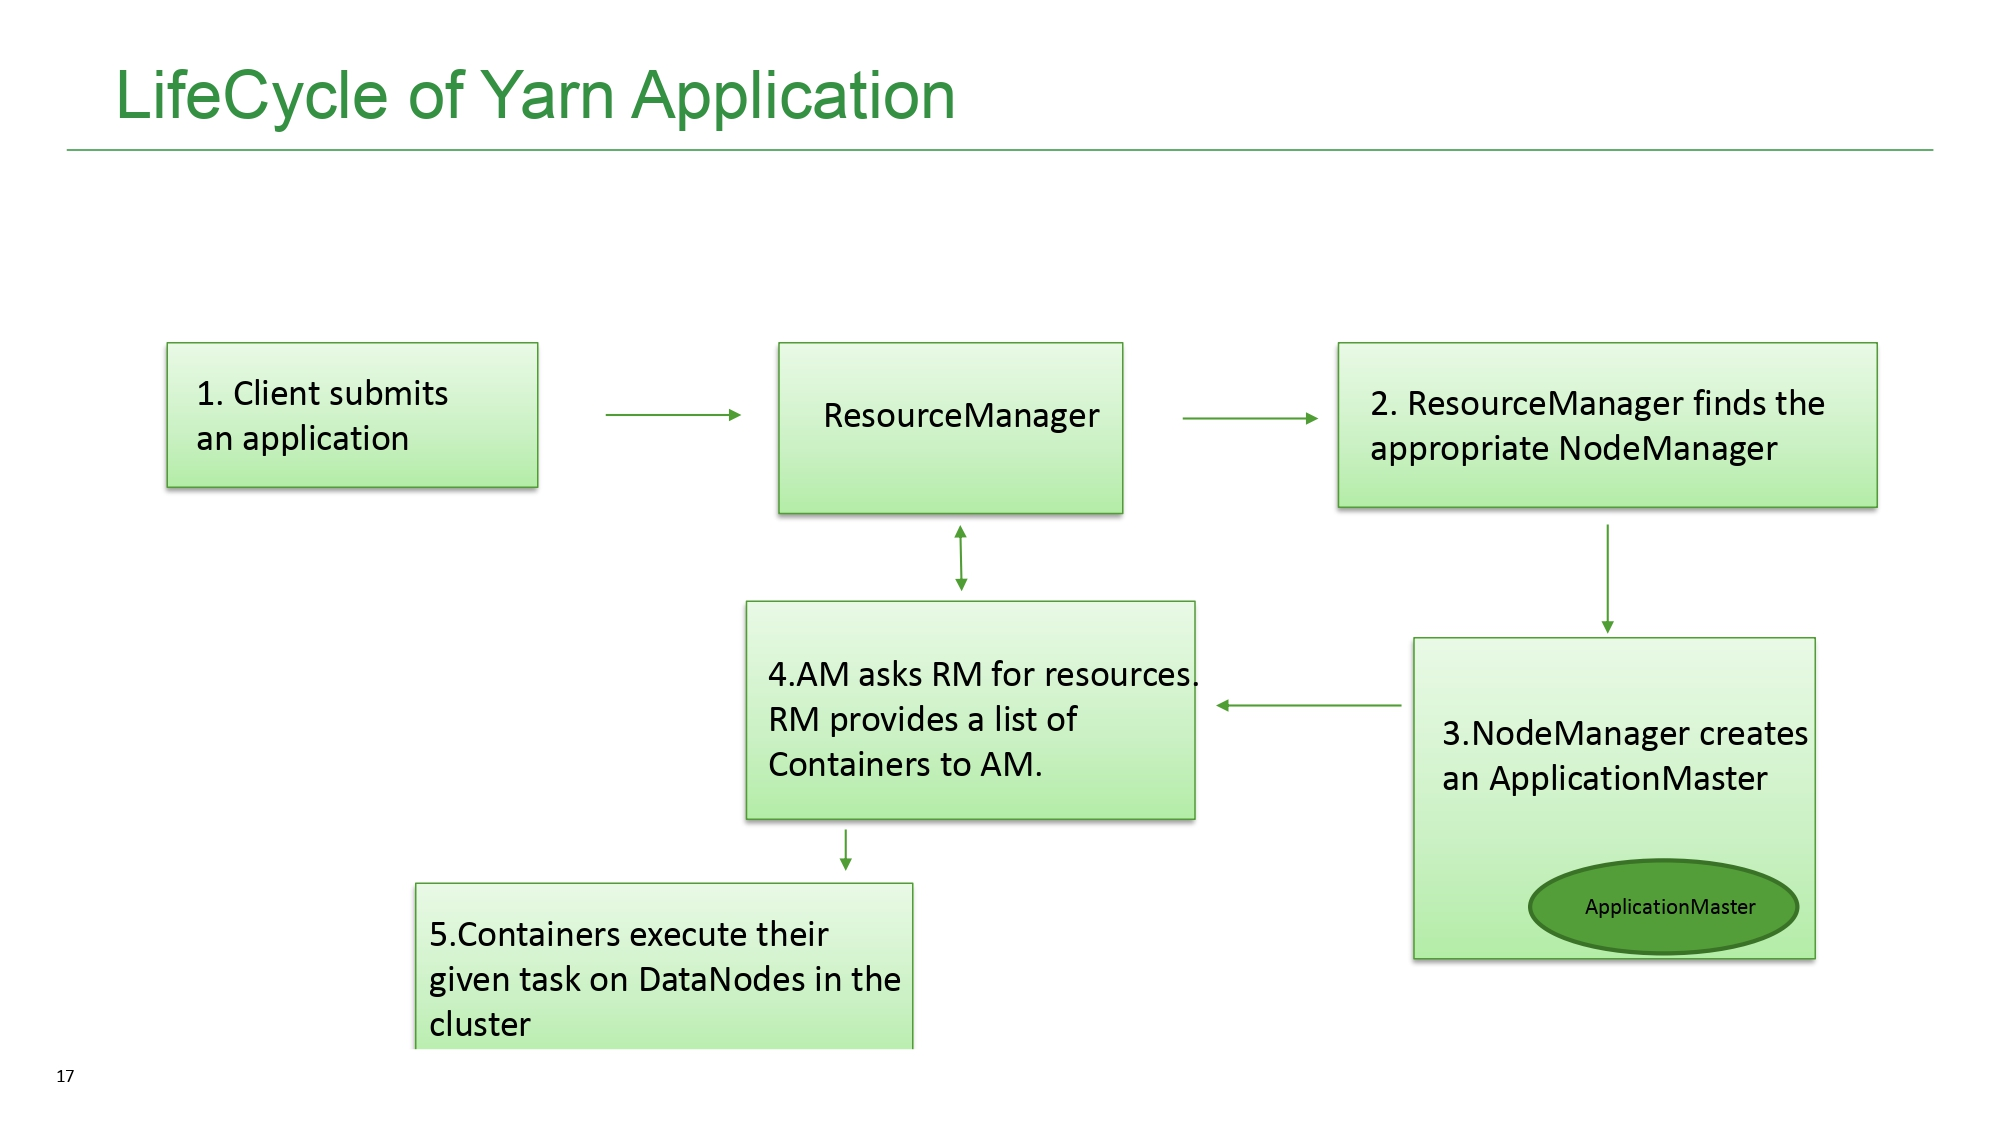 LifeCycle of Yarn Application
1. Client submits
an application
ResourceManager
2. ResourceManager finds the
appropriate NodeManager
4.AM asks RM for resources.
RM provides a list of
Containers to AM.
3.NodeManager creates
an ApplicationMaster
ApplicationMaster
5.Containers execute their
given task on DataNodes in the
cluster
17